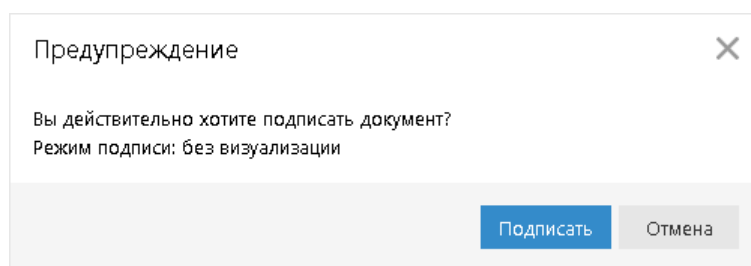 Предупреждение
Вы действительно хотите подписать документ?
Режим подписи: без визуализации
Подписать Отмена